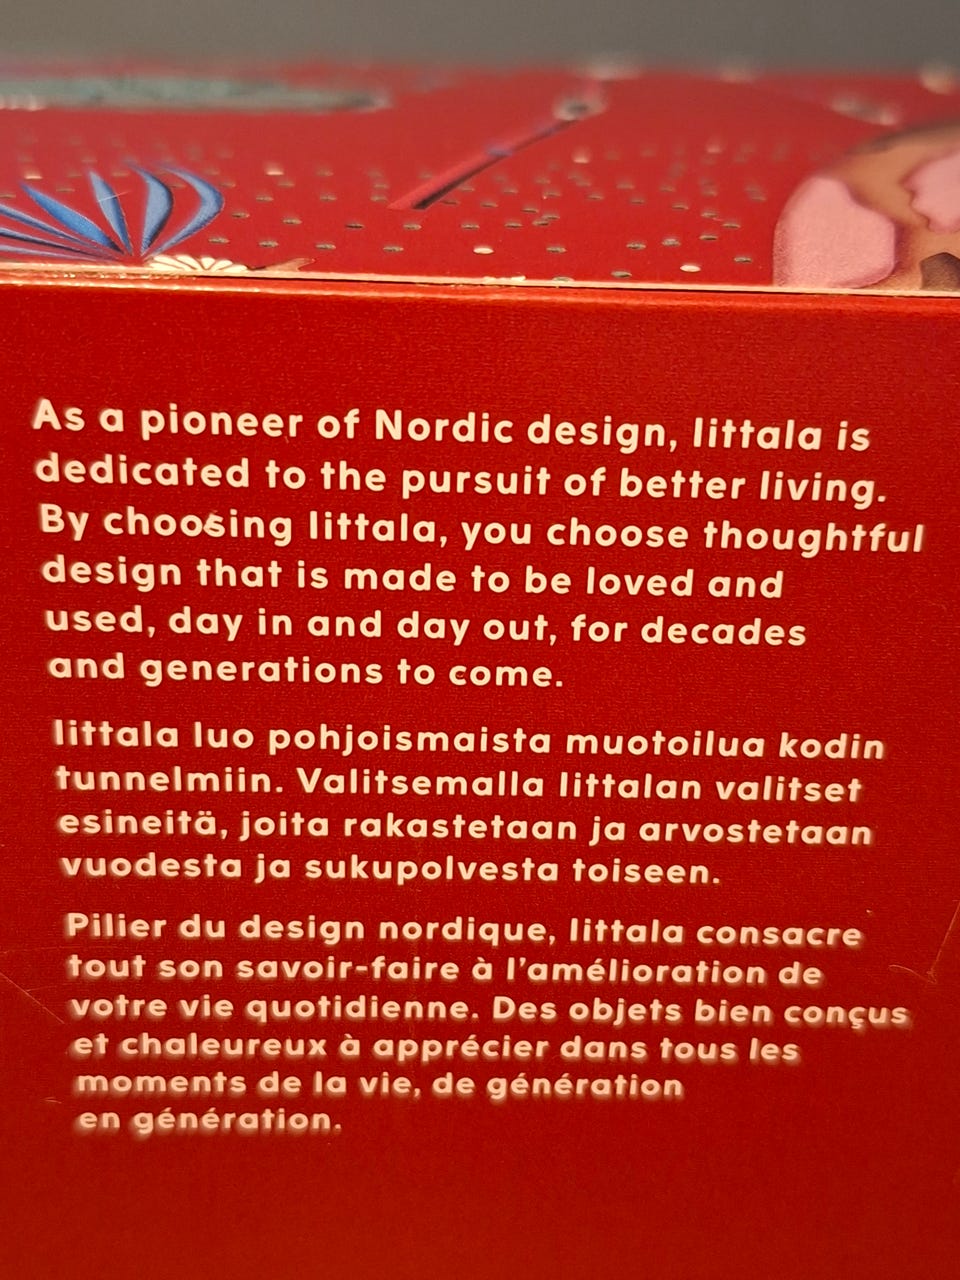 As a pioneer of Nordic design, Iittala is
dedicated to the pursuit of better living.
By choosing Iittala, you choose thoughtful
design that is made to be loved and
used, day in and day out, for decades
and generations to come.
Iittala luo pohjoismaista muotoilua kodin
tunnelmiin. Valitsemalla Iittalan valitset
esineitä, joita rakastetaan ja arvostetaan
vuodesta ja sukupolvesta toiseen.
Pilier du design nordique, Iittala consacre
tout son savoir-faire à l'amélioration de
votre vie quotidienne. Des objets bien conçus
et chaleureux à apprécier dans tous les
moments de la vie, de génération
en génération.